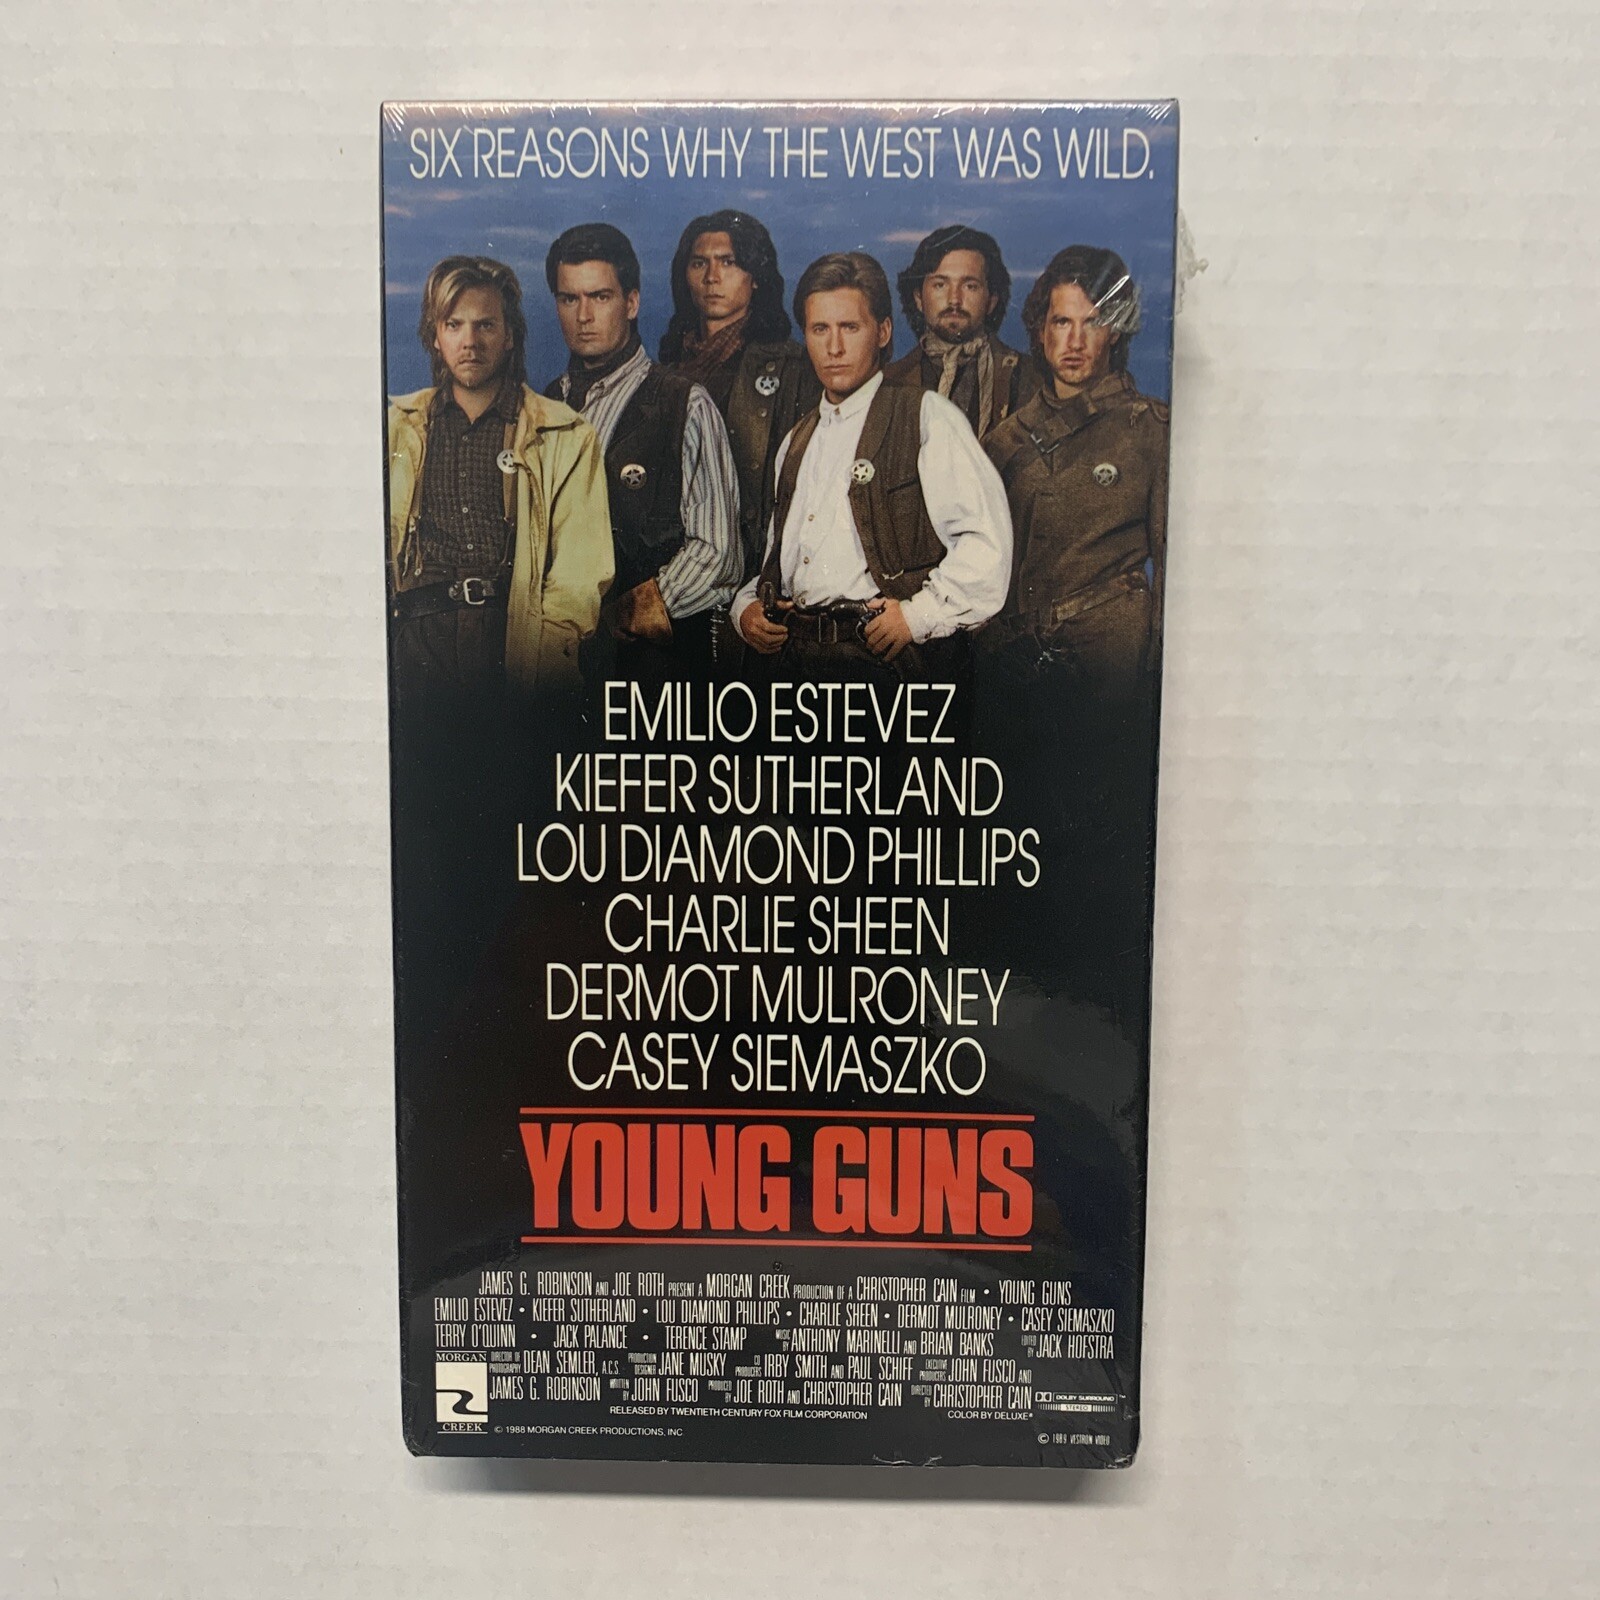 SIX REASONS WHY THE WEST WAS WILD.
EMILIO ESTEVEZ
KIEFER SUTHERLAND
LOU DIAMOND PHILLIPS
CHARLIE SHEEN
DERMOT MULRONEY
CASEY SIEMASZKO
YOUNG GUNS
JAMES G. ROBINSON AND JOE ROTH PRESENT A MORGAN CREEK PRODUCTION OF A CHRISTOPHER CAIN FILM • YOUNG GUNS
EMILIO ESTEVEZ • KIEFER SUTHERLAND • LOU DIAMOND PHILLIPS • CHARLIE SHEEN • DERMOT MULRONEY • CASEY SIEMASZKO
TERRY O'QUINN • JACK PALANCE • TERENCE STAMP MUSIC BY ANTHONY MARINELLI AND BRIAN BANKS EDITED BY JACK HOFSTRA
DIRECTOR OF PHOTOGRAPHY DEAN SEMLER, A.C.S. PRODUCTION DESIGNER JANE MUSKY CO PRODUCERS IRBY SMITH AND PAUL SCHIFF EXECUTIVE PRODUCERS JOHN FUSCO AND
JAMES G. ROBINSON WRITTEN BY JOHN FUSCO PRODUCED BY JOE ROTH AND CHRISTOPHER CAIN DIRECTED BY CHRISTOPHER CAIN
MORGAN
CREEK
DOLBY SURROUND™
STEREO
RELEASED BY TWENTIETH CENTURY FOX FILM CORPORATION
COLOR BY DELUXE®
© 1988 MORGAN CREEK PRODUCTIONS, INC
© 1989 VESTRON VIDEO